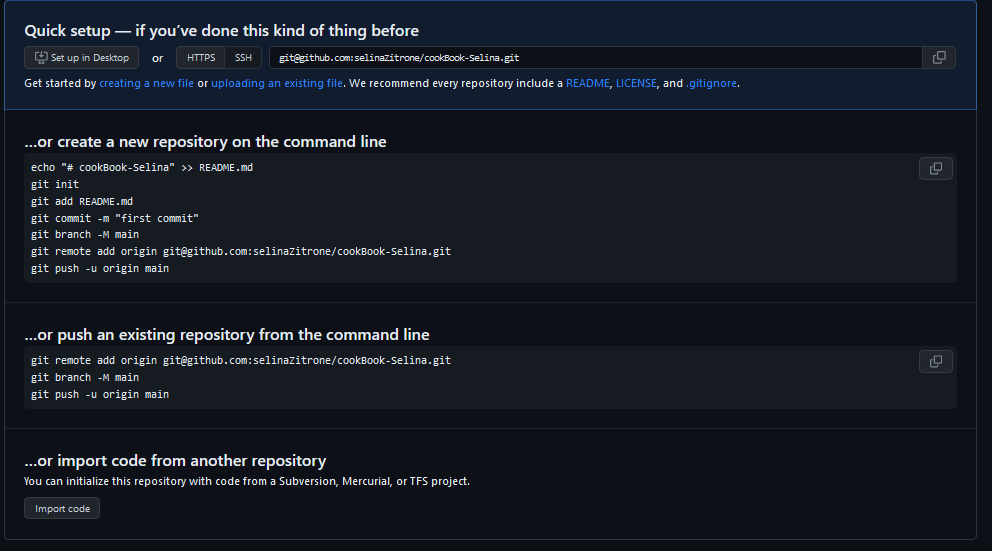 Quick setup — if you’ve done this kind of thing before
Set up in Desktop or HTTPS SSH git@github.com:selinaZitrone/cookBook-Selina.git
Get started by creating a new file or uploading an existing file. We recommend every repository include a README, LICENSE, and .gitignore.
…or create a new repository on the command line
echo "# cookBook-Selina" >> README.md
git init
git add README.md
git commit -m "first commit"
git branch -M main
git remote add origin git@github.com:selinaZitrone/cookBook-Selina.git
git push -u origin main
…or push an existing repository from the command line
git remote add origin git@github.com:selinaZitrone/cookBook-Selina.git
git branch -M main
git push -u origin main
…or import code from another repository
You can initialize this repository with code from a Subversion, Mercurial, or TFS project.
Import code